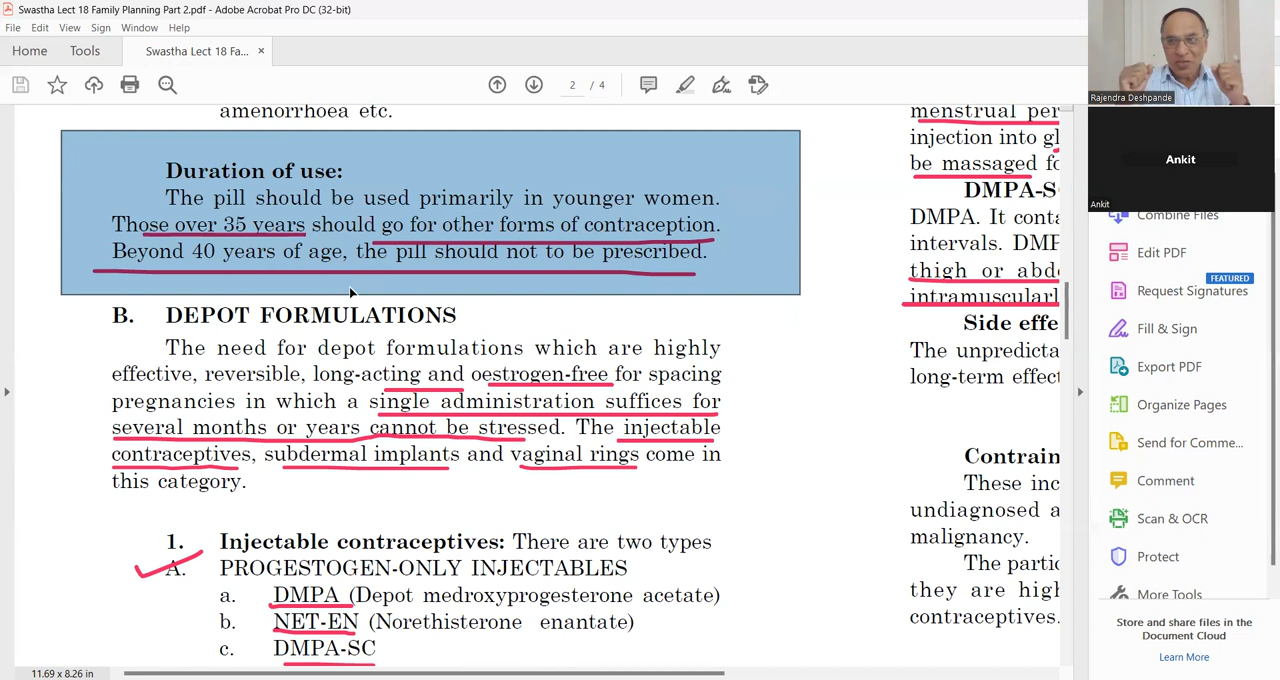 Swastha Lect 18 Family Planning Part 2.pdf - Adobe Acrobat Pro DC (32-bit)
File Edit View Sign Window Help
Home Tools Swastha Lect 18 Fa... ×
2 / 4
amenorrhoea etc.
Duration of use:
The pill should be used primarily in younger women.
Those over 35 years should go for other forms of contraception.
Beyond 40 years of age, the pill should not to be prescribed.
B. DEPOT FORMULATIONS
The need for depot formulations which are highly
effective, reversible, long-acting and oestrogen-free for spacing
pregnancies in which a single administration suffices for
several months or years cannot be stressed. The injectable
contraceptives, subdermal impants and vaginal rings come in
this category.
1. Injectable contraceptives: There are two types
A. PROGESTOGEN-ONLY INJECTABLES
a. DMPA (Depot medroxyprogesterone acetate)
b. NET-EN (Norethisterone enantate)
c. DMPA-SC
menstrual per
injection into gl
be massaged fo
DMPA-S
DMPA. It conta
intervals. DMP
thigh or abd
intramuscularl
Side effe
The unpredicta
long-term effect
Contrain
These inc
undiagnosed a
malignancy.
The partic
they are high
contraceptives.
Rajendra Deshpande
Ankit
Ankit
Combine Files
Edit PDF
FEATURED
Request Signatures
Fill & Sign
Export PDF
Organize Pages
Send for Comme...
Comment
Scan & OCR
Protect
More Tools
Store and share files in the
Document Cloud
Learn More
11.69 x 8.26 in